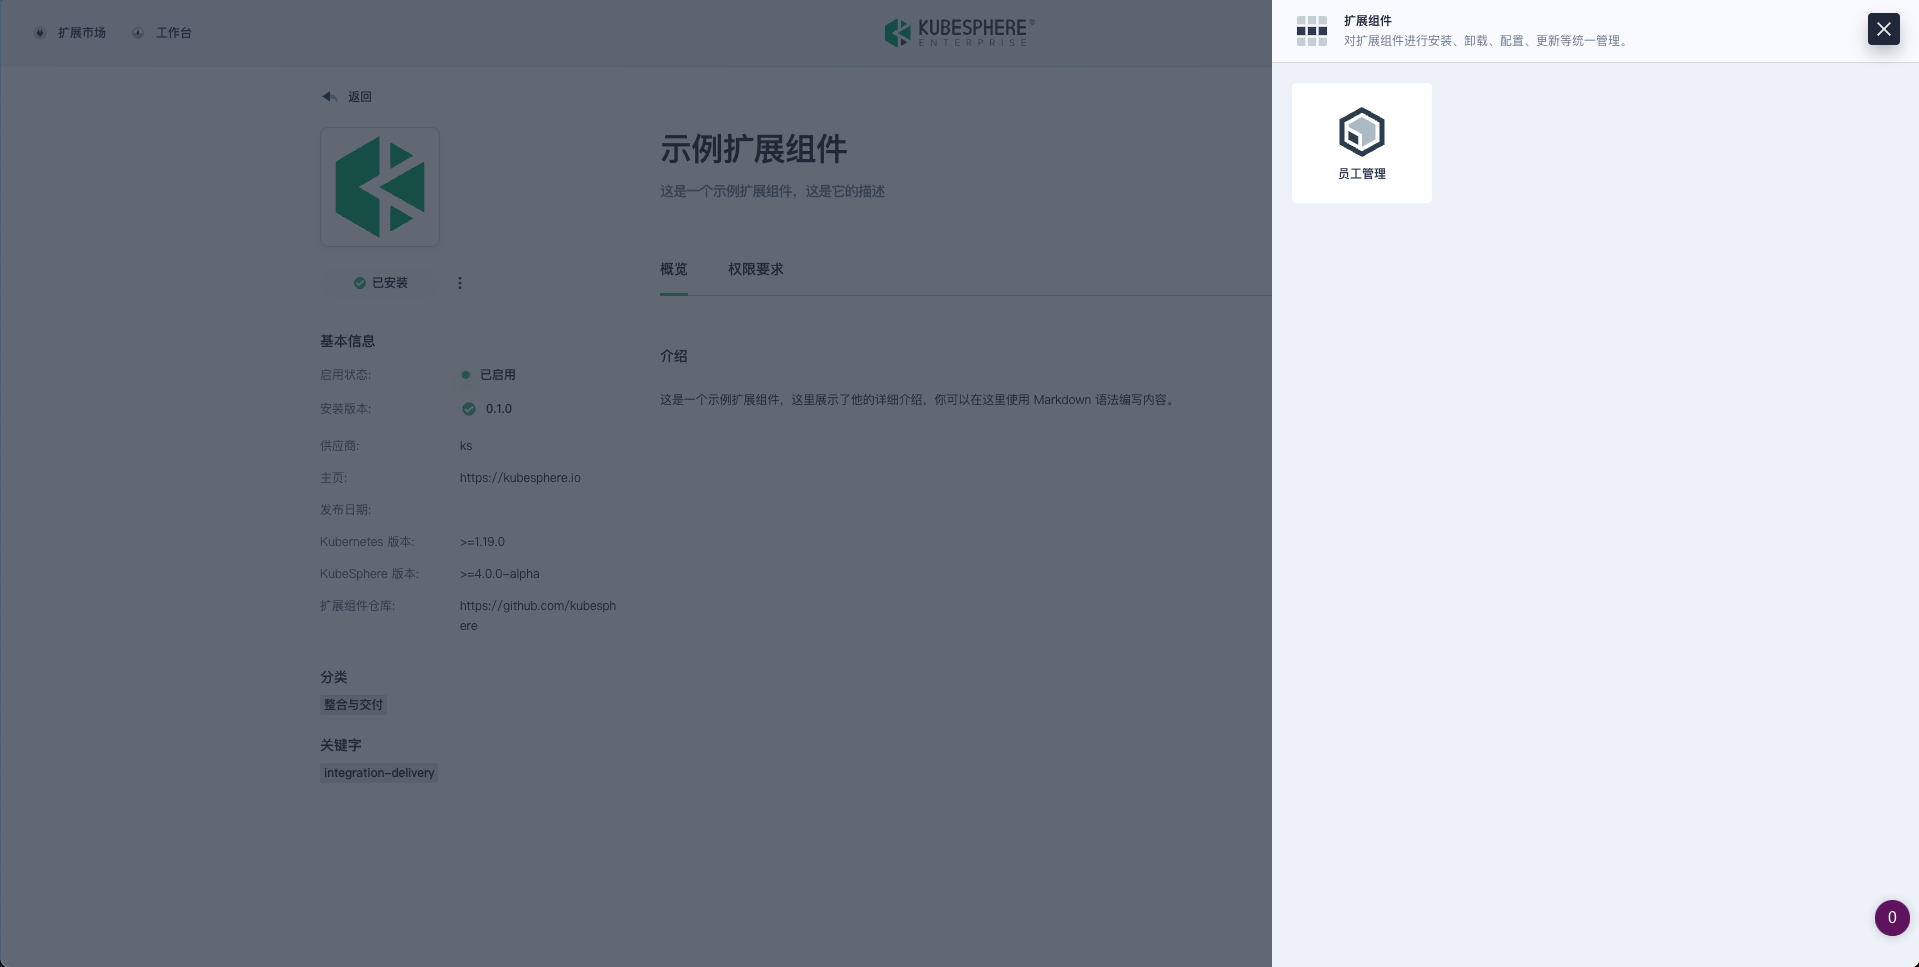 扩展市场
工作台
KUBESPHERE®
ENTERPRISE
返回
已安装
基本信息
启用状态:
已启用
安装版本:
0.1.0
供应商:
ks
主页:
https://kubesphere.io
发布日期:
Kubernetes 版本:
>=1.19.0
KubeSphere 版本:
>=4.0.0-alpha
扩展组件仓库:
https://github.com/kubesph
ere
分类
整合与交付
关键字
integration-delivery
示例扩展组件
这是一个示例扩展组件，这是它的描述
概览
权限要求
介绍
这是一个示例扩展组件，这里展示了他的详细介绍，你可以在这里使用 Markdown 语法编写内容。
扩展组件
对扩展组件进行安装、卸载、配置、更新等统一管理。
员工管理
0